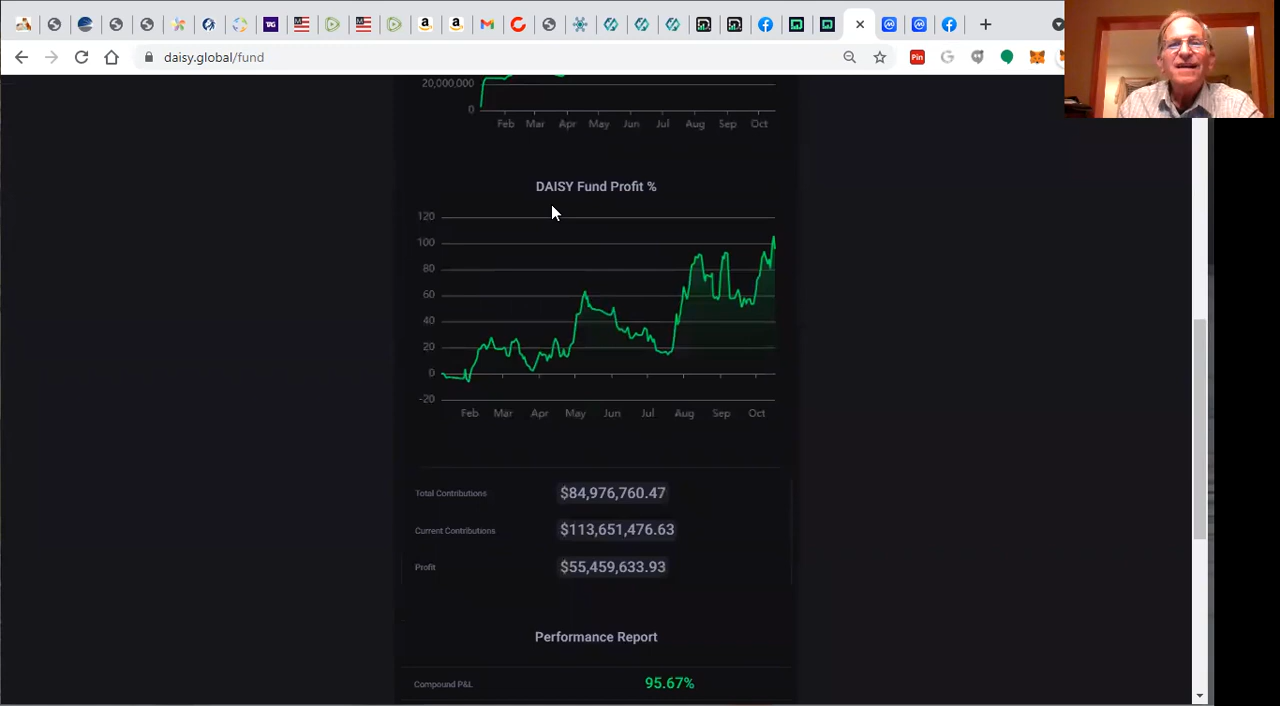 daisy.global/fund
Pin
20,000,000
0
Feb Mar Apr May Jun Jul Aug Sep Oct
DAISY Fund Profit %
120
100
80
60
40
20
0
-20
Feb Mar Apr May Jun Jul Aug Sep Oct
Total Contributions $84,976,760.47
Current Contributions $113,651,476.63
Profit $55,459,633.93
Performance Report
Compound P&L 95.67%